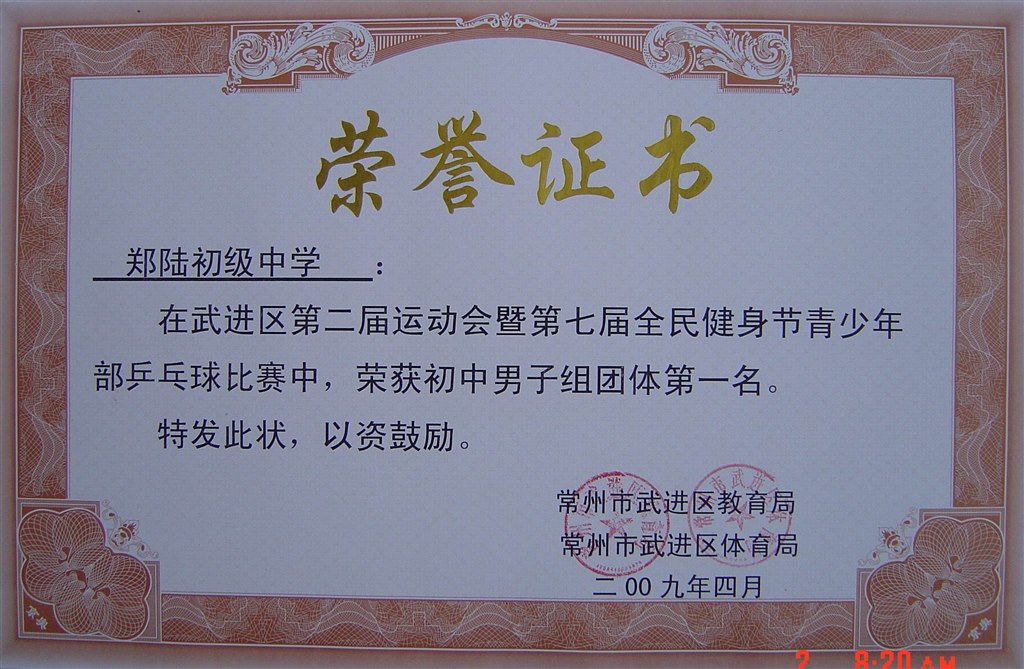 荣誉证书
郑陆初级中学：
在武进区第二届运动会暨第七届全民健身节青少年
部乒乓球比赛中，荣获初中男子组团体第一名。
特发此状，以资鼓励。
常州市武进区教育局
常州市武进区体育局
二00九年四月
2 8:20 AM